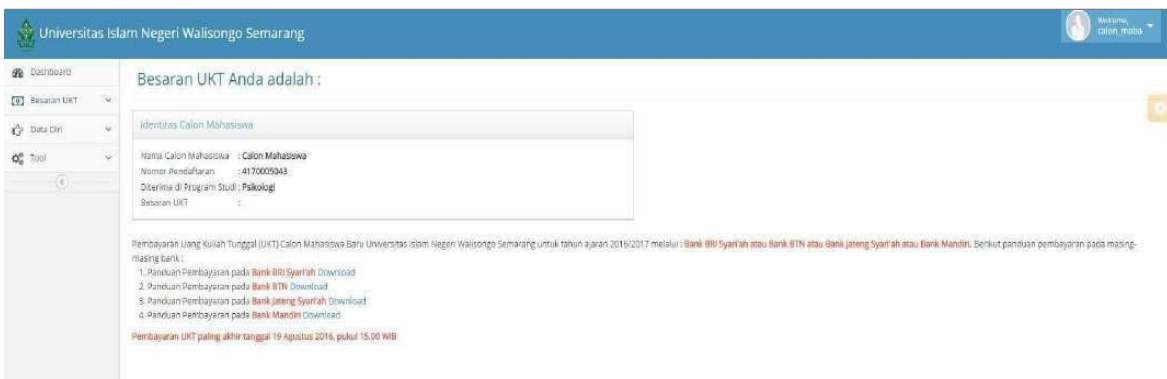 Universitas Islam Negeri Walisongo Semarang
Welcome,
calon_maba
Dashboard
Besaran UKT
Data Diri
Tool
Besaran UKT Anda adalah :
Identitas Calon Mahasiswa
Nama Calon Mahasiswa : Calon Mahasiswa
Nomor Pendaftaran : 4170005043
Diterima di Program Studi : Psikologi
Besaran UKT :
Pembayaran Uang Kuliah Tunggal (UKT) Calon Mahasiswa Baru Universitas Islam Negeri Walisongo Semarang untuk tahun ajaran 2016/2017 melalui : Bank BRI Syari'ah atau Bank BTN atau Bank Jateng Syari'ah atau Bank Mandiri. Berikut panduan pembayaran pada masing-
masing bank :
1. Panduan Pembayaran pada Bank BRI Syari'ah Download
2. Panduan Pembayaran pada Bank BTN Download
3. Panduan Pembayaran pada Bank Jateng Syari'ah Download
4. Panduan Pembayaran pada Bank Mandiri Download
Pembayaran UKT paling akhir tanggal 19 Agustus 2016, pukul 15.00 WIB